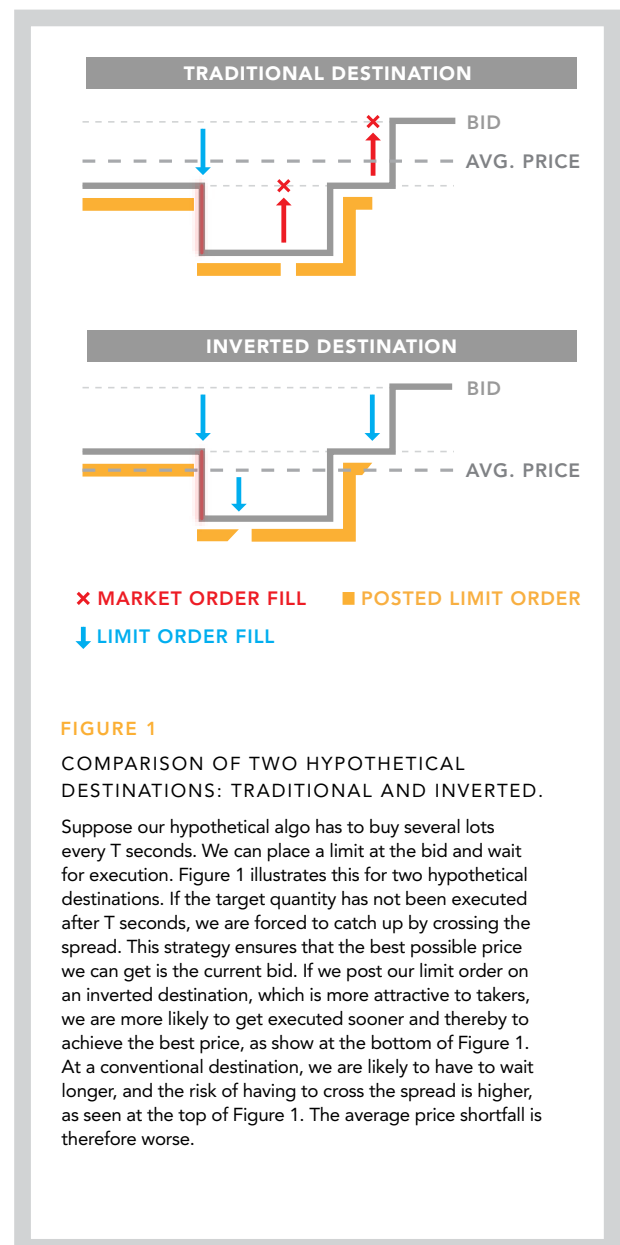 TRADITIONAL DESTINATION
BID
AVG. PRICE
INVERTED DESTINATION
BID
AVG. PRICE
MARKET ORDER FILL
POSTED LIMIT ORDER
LIMIT ORDER FILL
FIGURE 1
COMPARISON OF TWO HYPOTHETICAL
DESTINATIONS: TRADITIONAL AND INVERTED.
Suppose our hypothetical algo has to buy several lots
every T seconds. We can place a limit at the bid and wait
for execution. Figure 1 illustrates this for two hypothetical
destinations. If the target quantity has not been executed
after T seconds, we are forced to catch up by crossing the
spread. This strategy ensures that the best possible price
we can get is the current bid. If we post our limit order on
an inverted destination, which is more attractive to takers,
we are more likely to get executed sooner and thereby to
achieve the best price, as show at the bottom of Figure 1.
At a conventional destination, we are likely to have to wait
longer, and the risk of having to cross the spread is higher,
as seen at the top of Figure 1. The average price shortfall is
therefore worse.